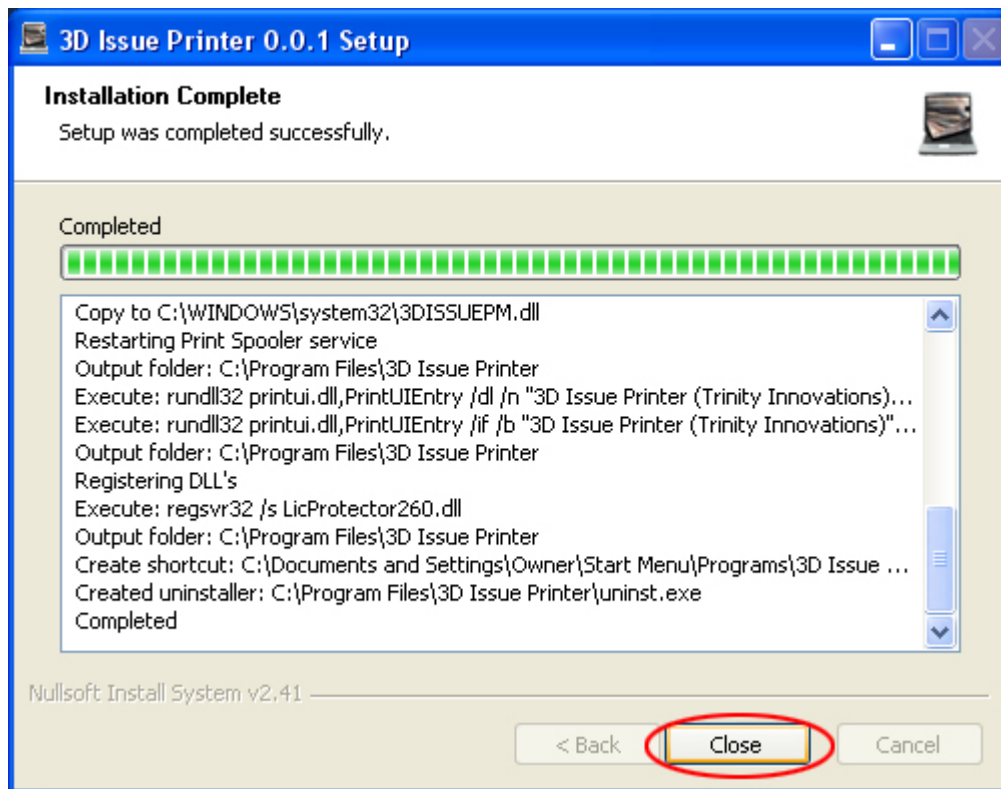 3D Issue Printer 0.0.1 Setup
Installation Complete
Setup was completed successfully.
Completed
Copy to C:\WINDOWS\system32\3DISSUEPM.dll
Restarting Print Spooler service
Output folder: C:\Program Files\3D Issue Printer
Execute: rundll32 printui.dll,PrintUIEntry /dl /n "3D Issue Printer (Trinity Innovations)...
Execute: rundll32 printui.dll,PrintUIEntry /if /b "3D Issue Printer (Trinity Innovations)"...
Output folder: C:\Program Files\3D Issue Printer
Registering DLL's
Execute: regsvr32 /s LicProtector260.dll
Output folder: C:\Program Files\3D Issue Printer
Create shortcut: C:\Documents and Settings\Owner\Start Menu\Programs\3D Issue ...
Created uninstaller: C:\Program Files\3D Issue Printer\uninst.exe
Completed
Nullsoft Install System v2.41
< Back Close Cancel